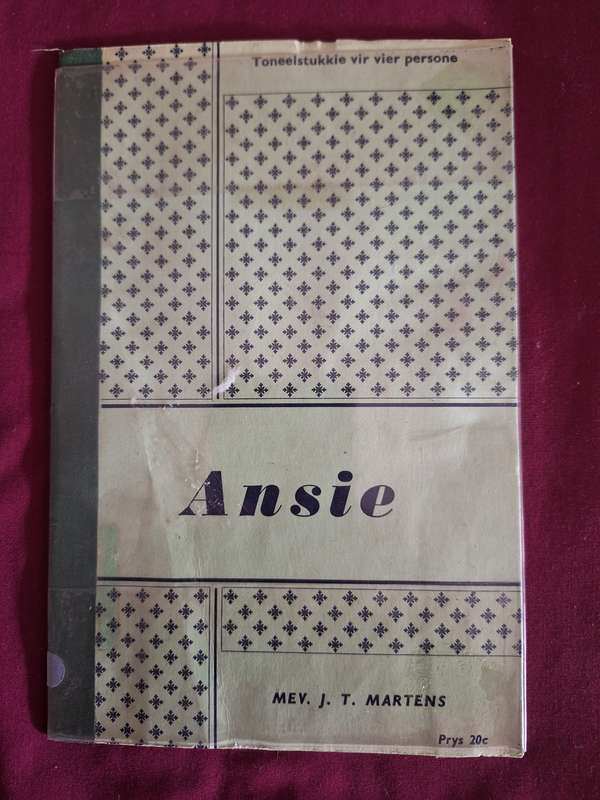 Toneelstukkie vir vier persone
Ansie
MEV. J. T. MARTENS
Prys 20c